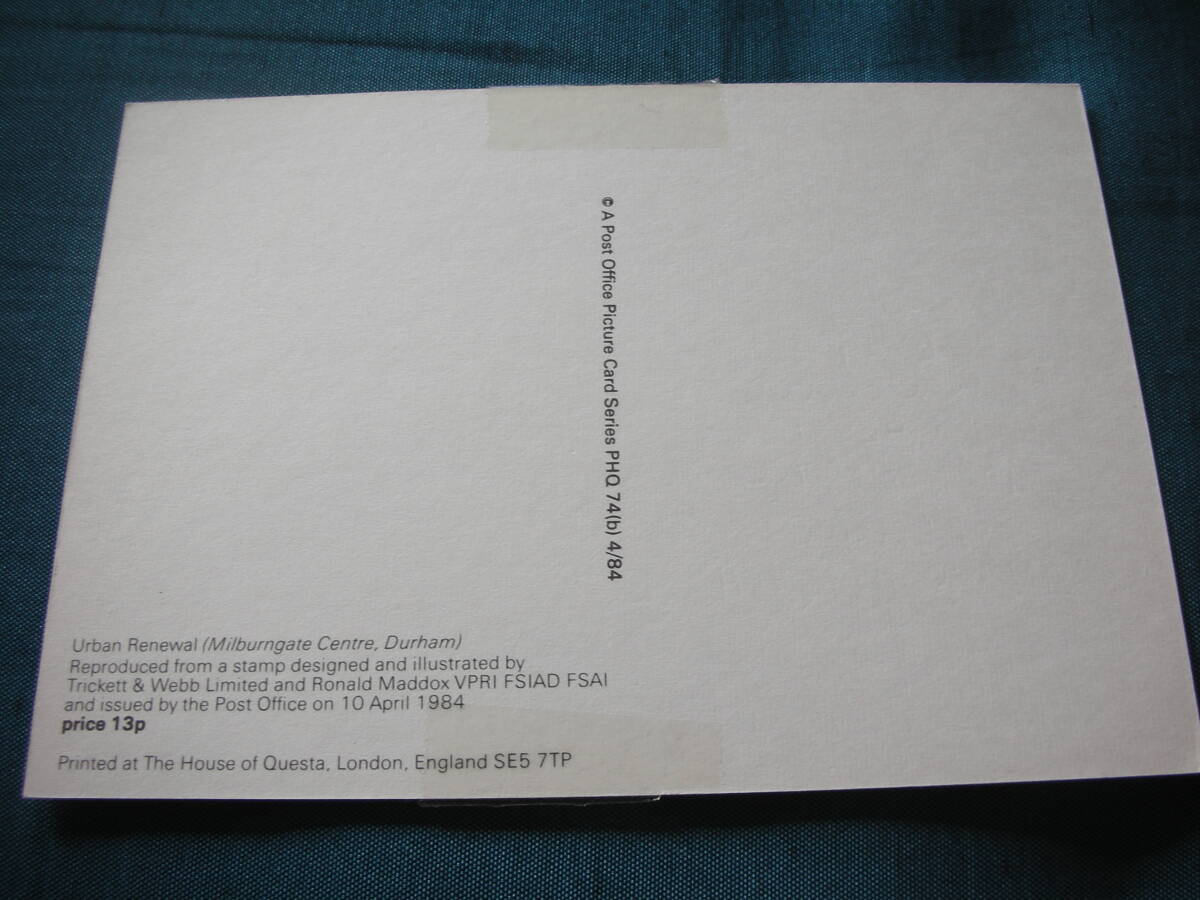 © A Post Office Picture Card Series PHQ 74(b) 4/84
Urban Renewal (Milburngate Centre, Durham)
Reproduced from a stamp designed and illustrated by
Trickett & Webb Limited and Ronald Maddox VPRI FSIAD FSAI
and issued by the Post Office on 10 April 1984
price 13p
Printed at The House of Questa, London, England SE5 7TP